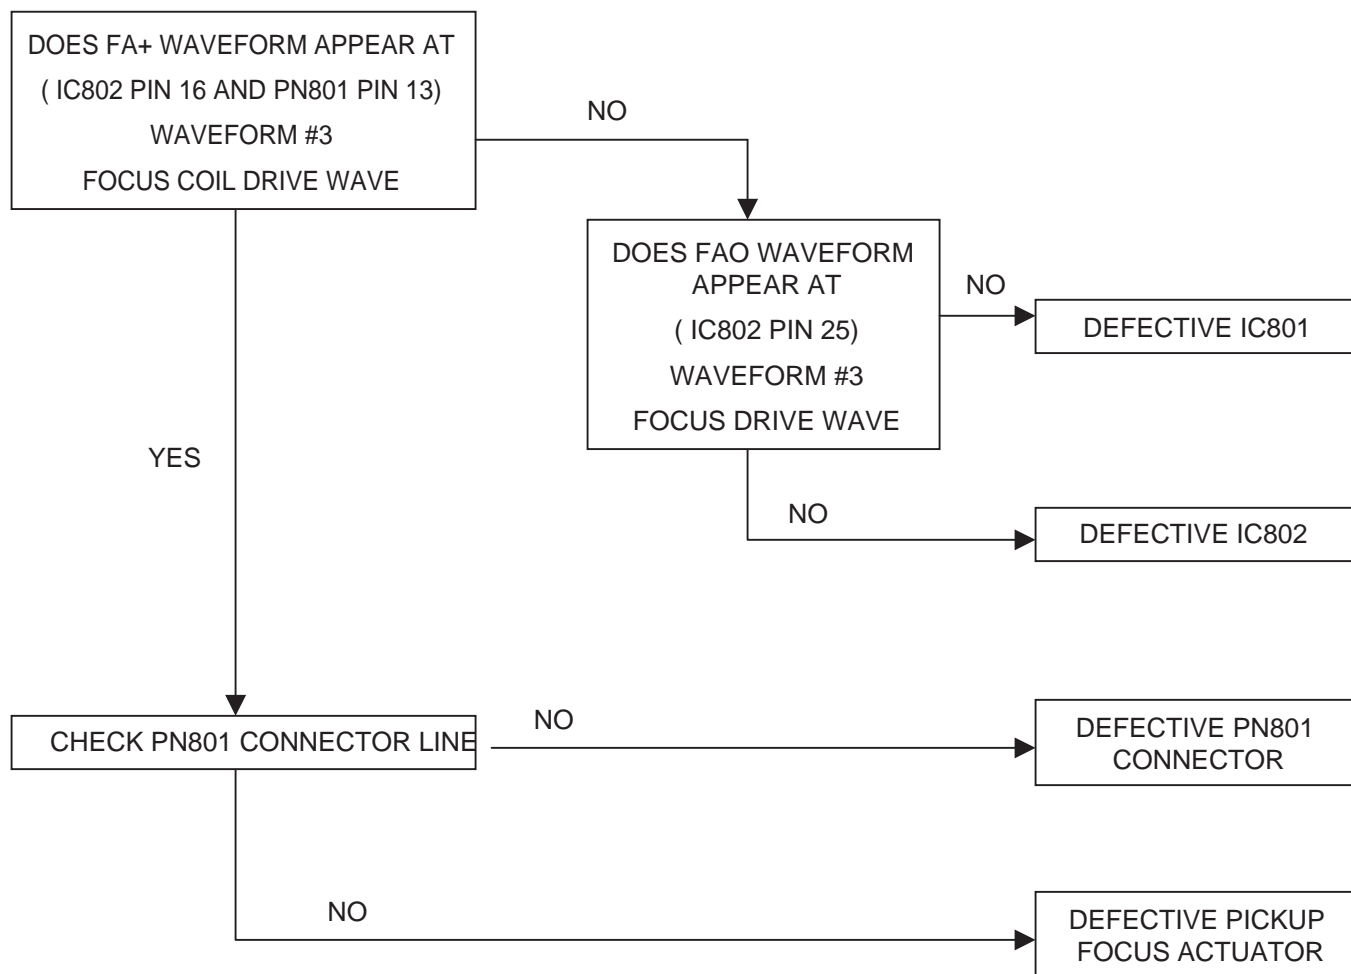 DOES FA+ WAVEFORM APPEAR AT
( IC802 PIN 16 AND PN801 PIN 13)
WAVEFORM #3
FOCUS COIL DRIVE WAVE
NO
DOES FAO WAVEFORM
APPEAR AT
( IC802 PIN 25)
WAVEFORM #3
FOCUS DRIVE WAVE
NO
DEFECTIVE IC801
YES
NO
DEFECTIVE IC802
CHECK PN801 CONNECTOR LINE
NO
DEFECTIVE PN801
CONNECTOR
NO
DEFECTIVE PICKUP
FOCUS ACTUATOR